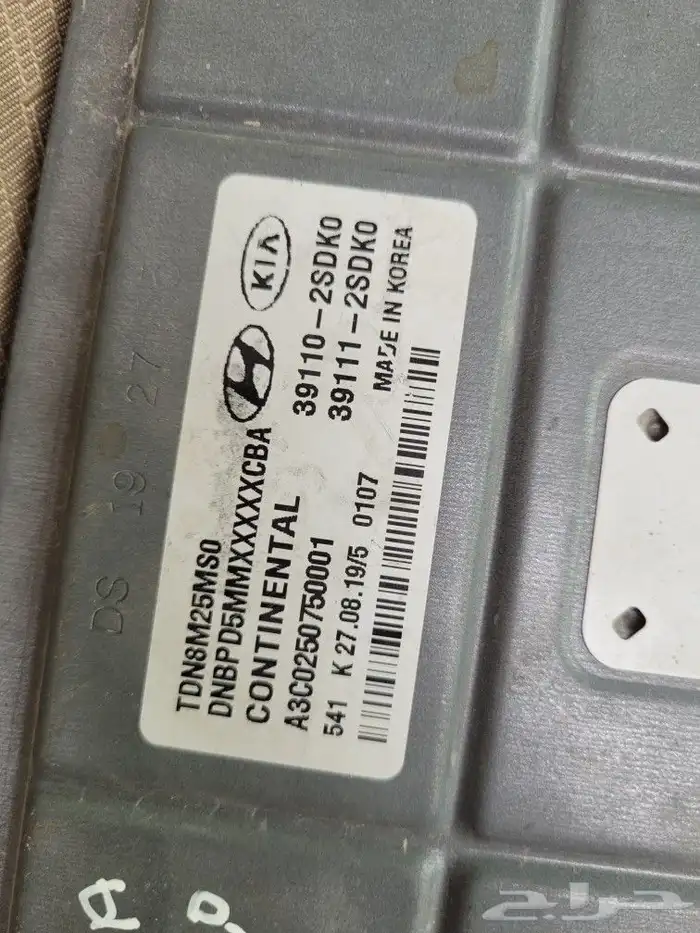 TDN8M25MS0
DNBPD5MMXXXXXCBA
CONTINENTAL
A3C0250750001
541 K 27.08.19/5 0107
KIA
39110-2SDK0
39111-2SDK0
MADE IN KOREA
DS 19 27
A
حراج